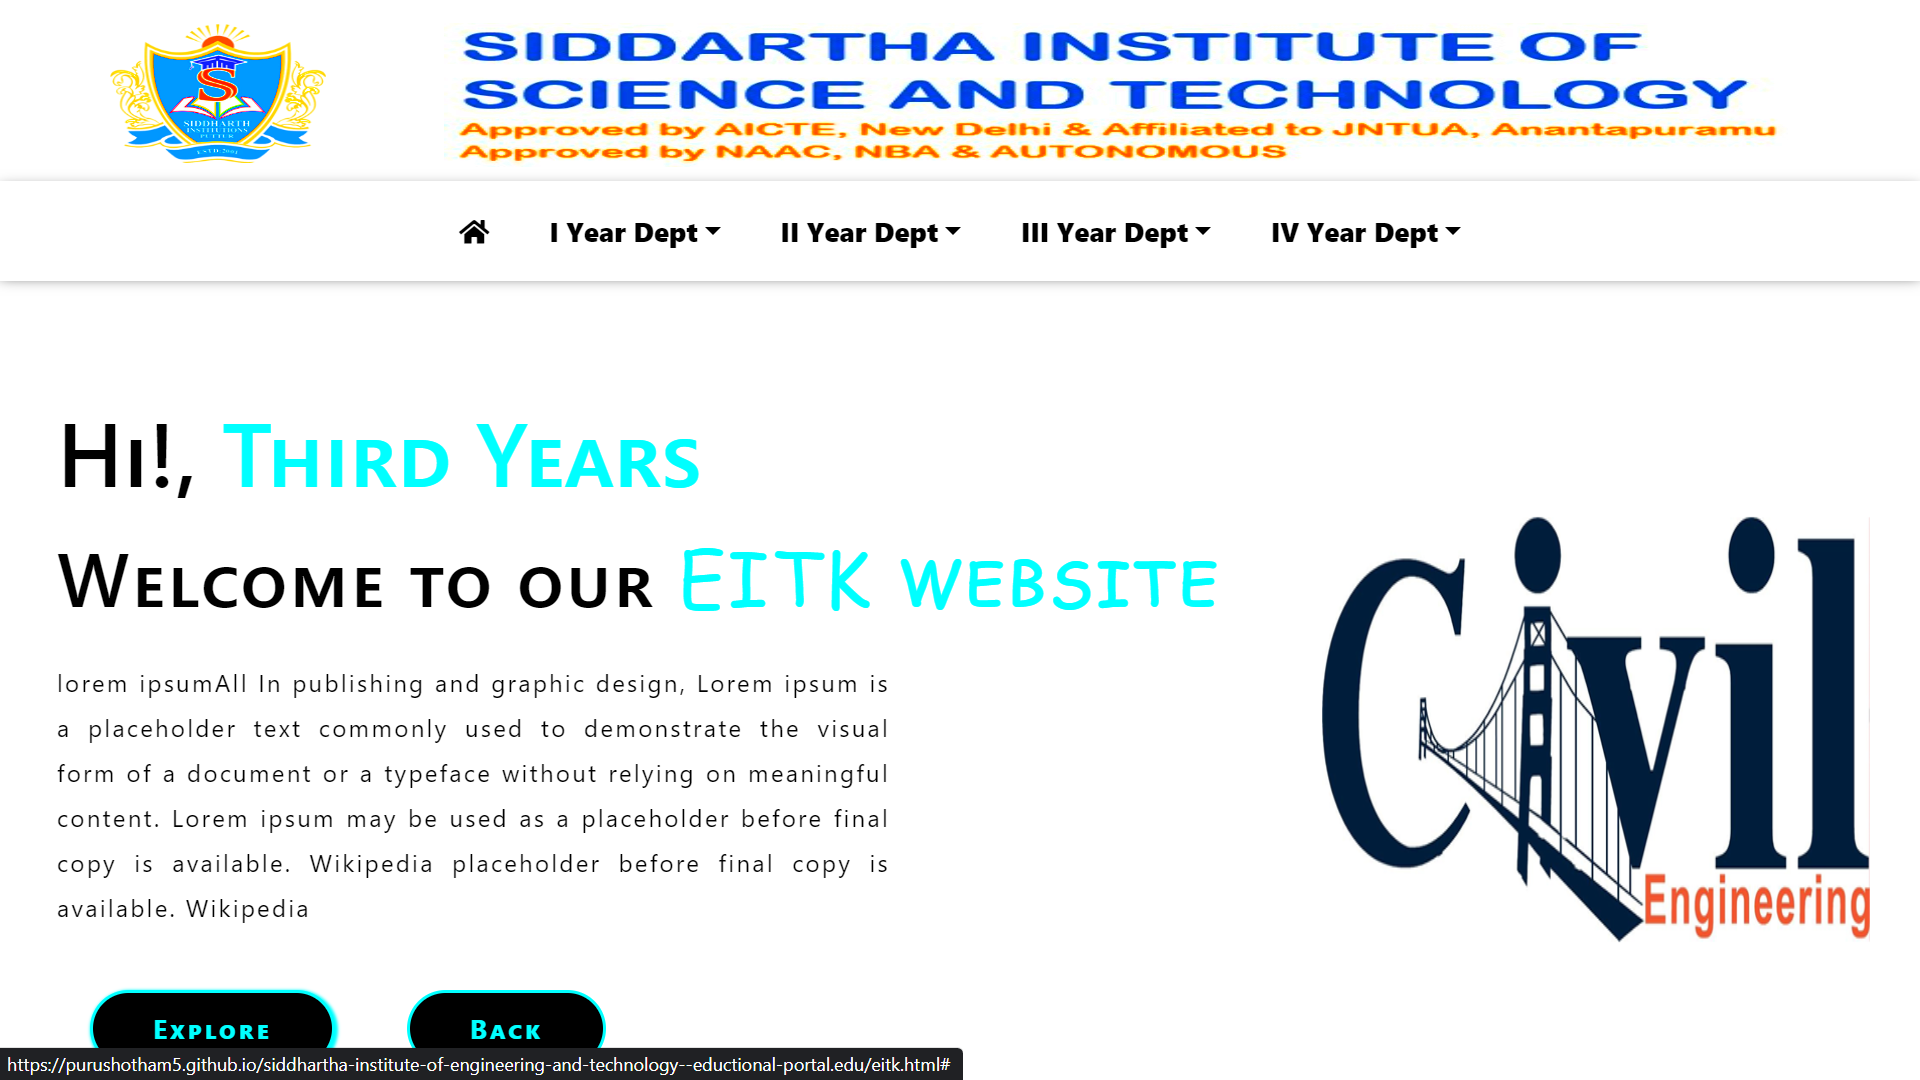 SIDDARTHA INSTITUTE OF
SCIENCE AND TECHNOLOGY
Approved by AICTE, New Delhi & Affiliated to JNTUA, Anantapuramu
Approved by NAAC, NBA & AUTONOMOUS
S
SIDDHARTH
INSTITUTIONS
PUTTUR
ESTD-2001
I Year Dept
II Year Dept
III Year Dept
IV Year Dept
Hi!, Third Years
Welcome to our EITK website
lorem ipsumAll In publishing and graphic design, Lorem ipsum is
a placeholder text commonly used to demonstrate the visual
form of a document or a typeface without relying on meaningful
content. Lorem ipsum may be used as a placeholder before final
copy is available. Wikipedia placeholder before final copy is
available. Wikipedia
Civil
Engineering
Explore
Back
https://purushotham5.github.io/siddhartha-institute-of-engineering-and-technology--eductional-portal.edu/eitk.html#